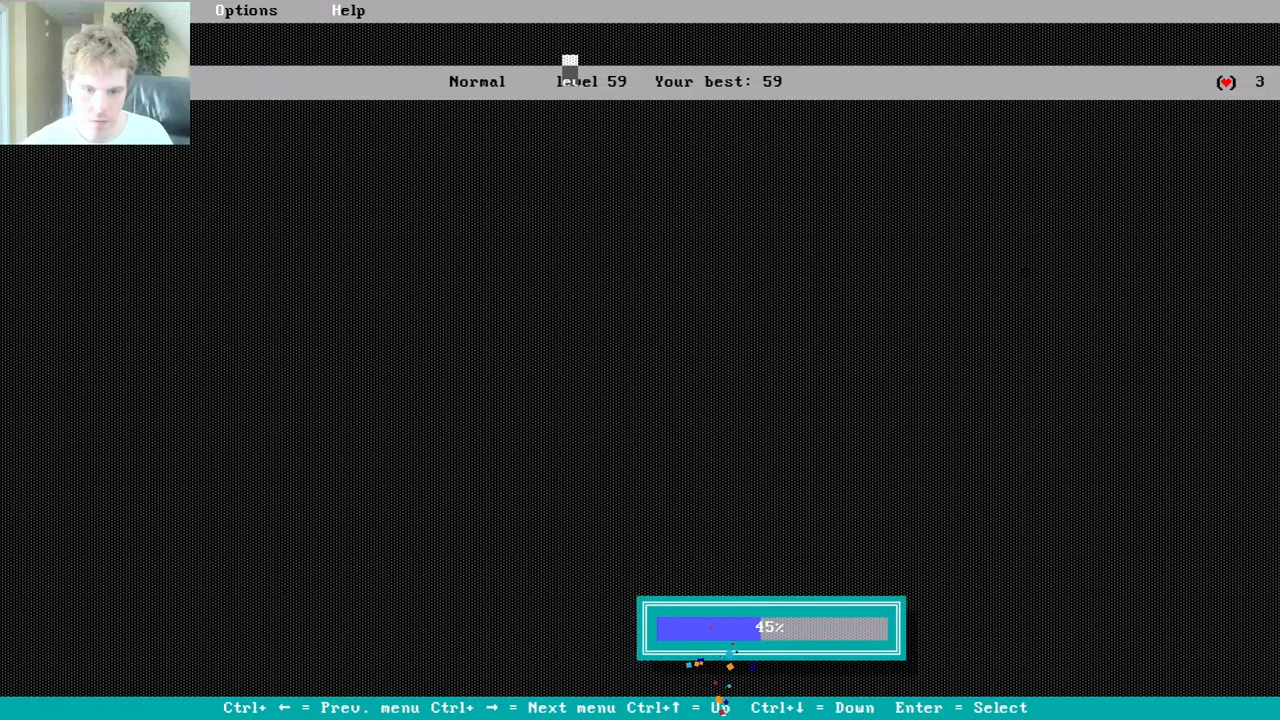 Options Help
Normal level 59 Your best: 59 (♥) 3
45%
Ctrl+ ← = Prev. menu Ctrl+ → = Next menu Ctrl+↑ = Up Ctrl+↓ = Down Enter = Select